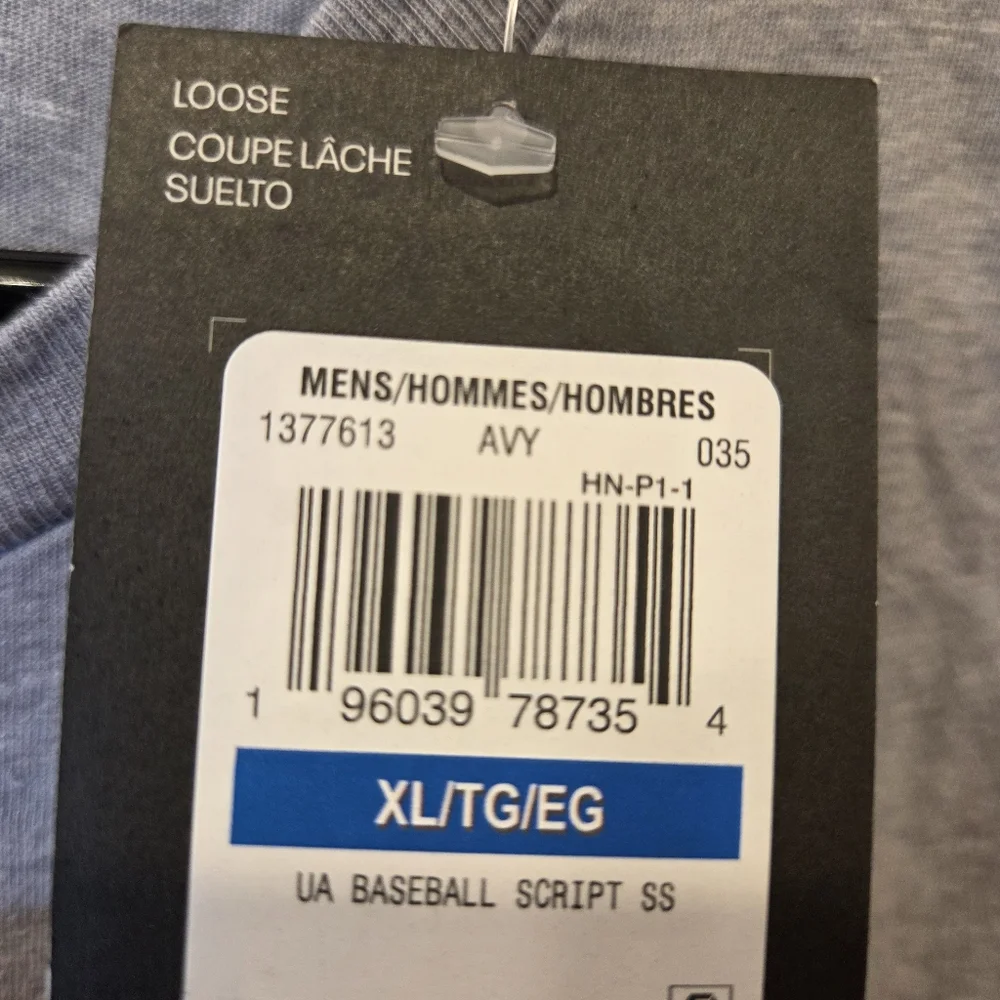 LOOSE
COUPE LÂCHE
SUELTO
MENS/HOMMES/HOMBRES
1377613 AVY 035
HN-P1-1
1 96039 78735 4
XL/TG/EG
UA BASEBALL SCRIPT SS